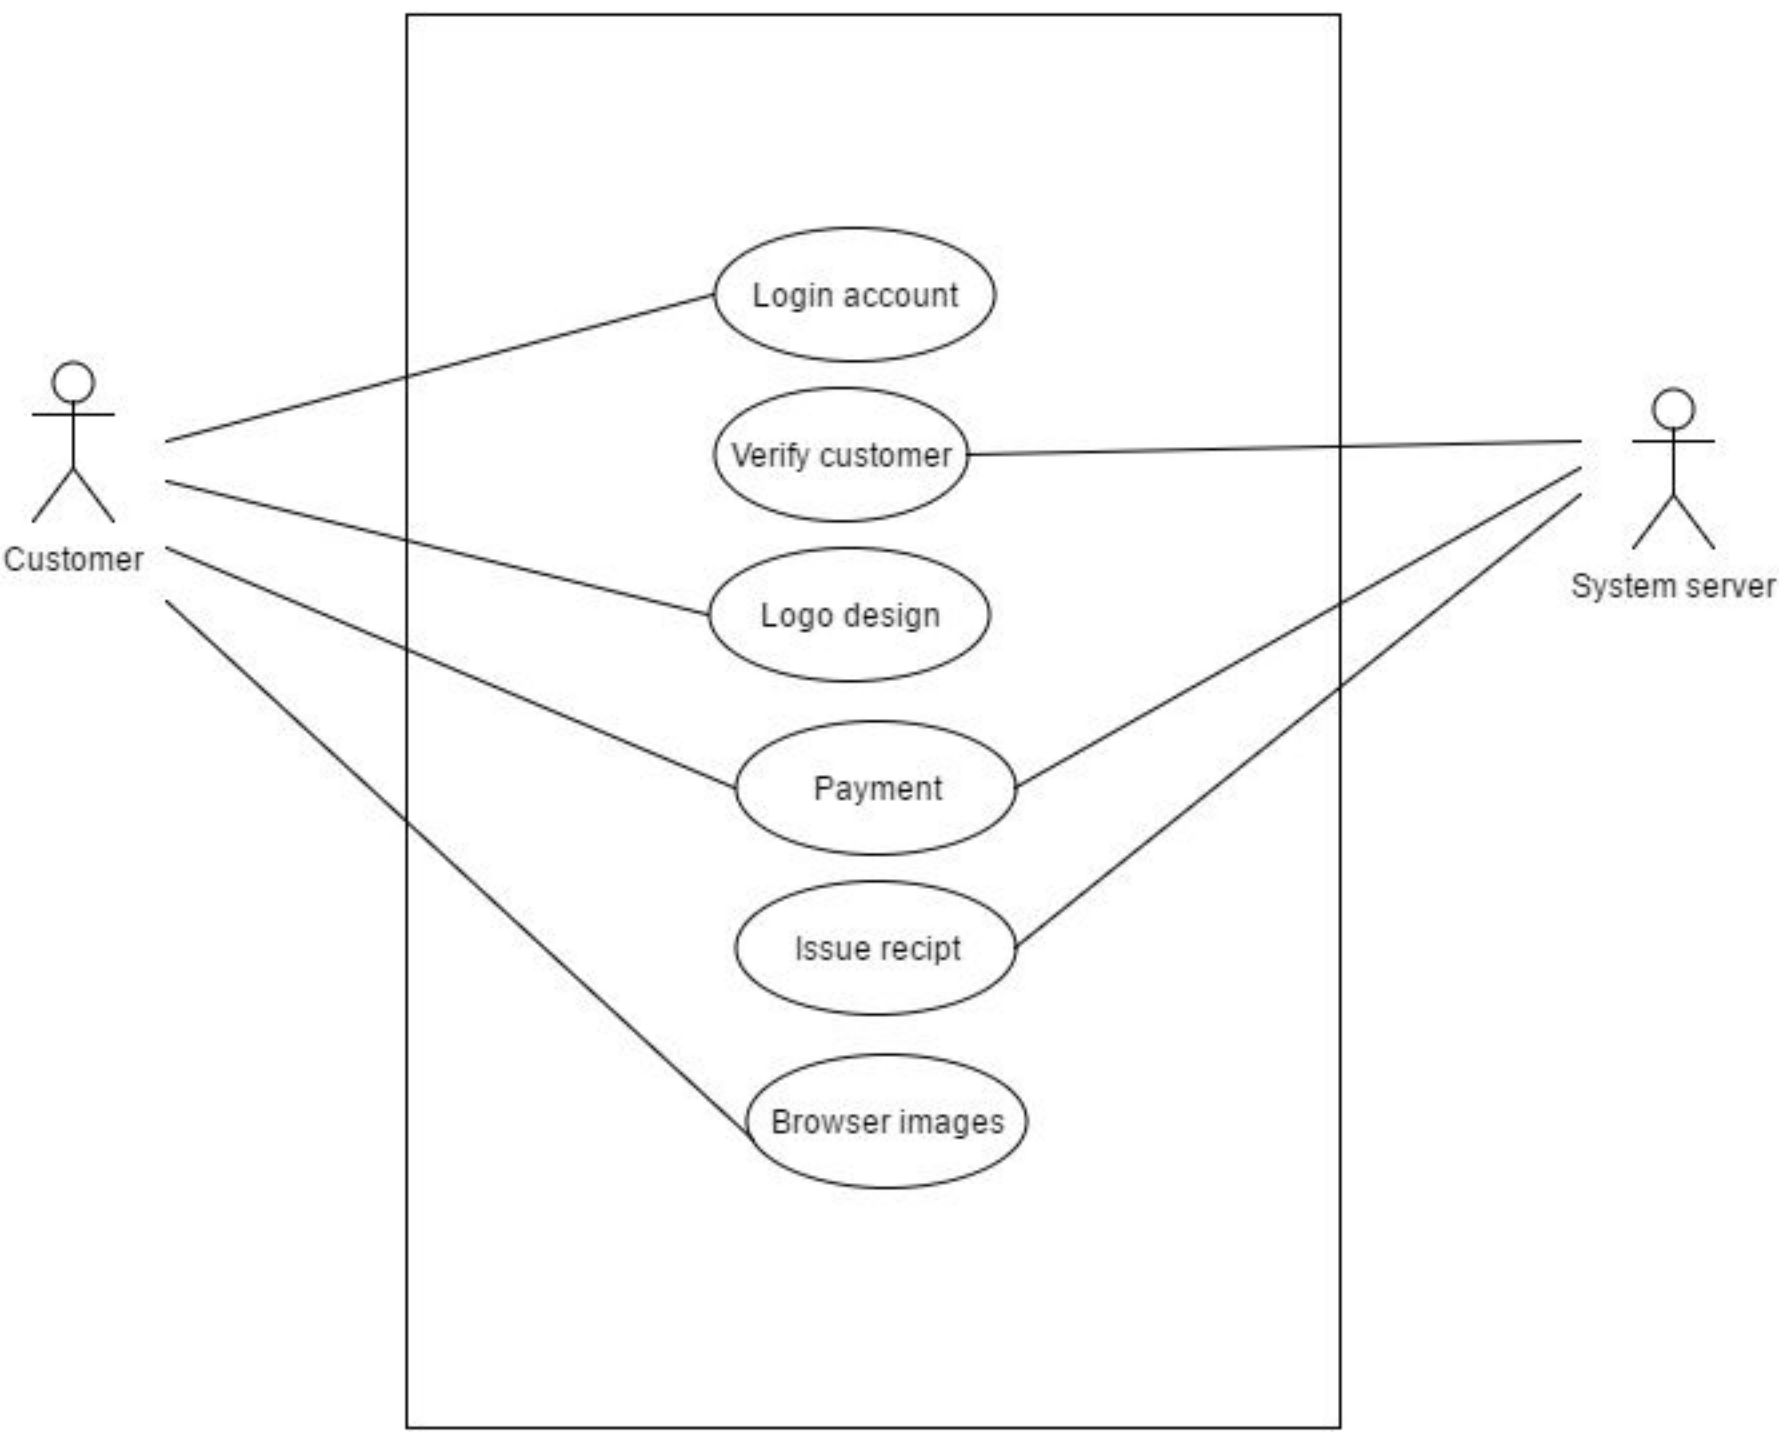 Login account
Verify customer
Customer
System server
Logo design
Payment
Issue recipt
Browser images